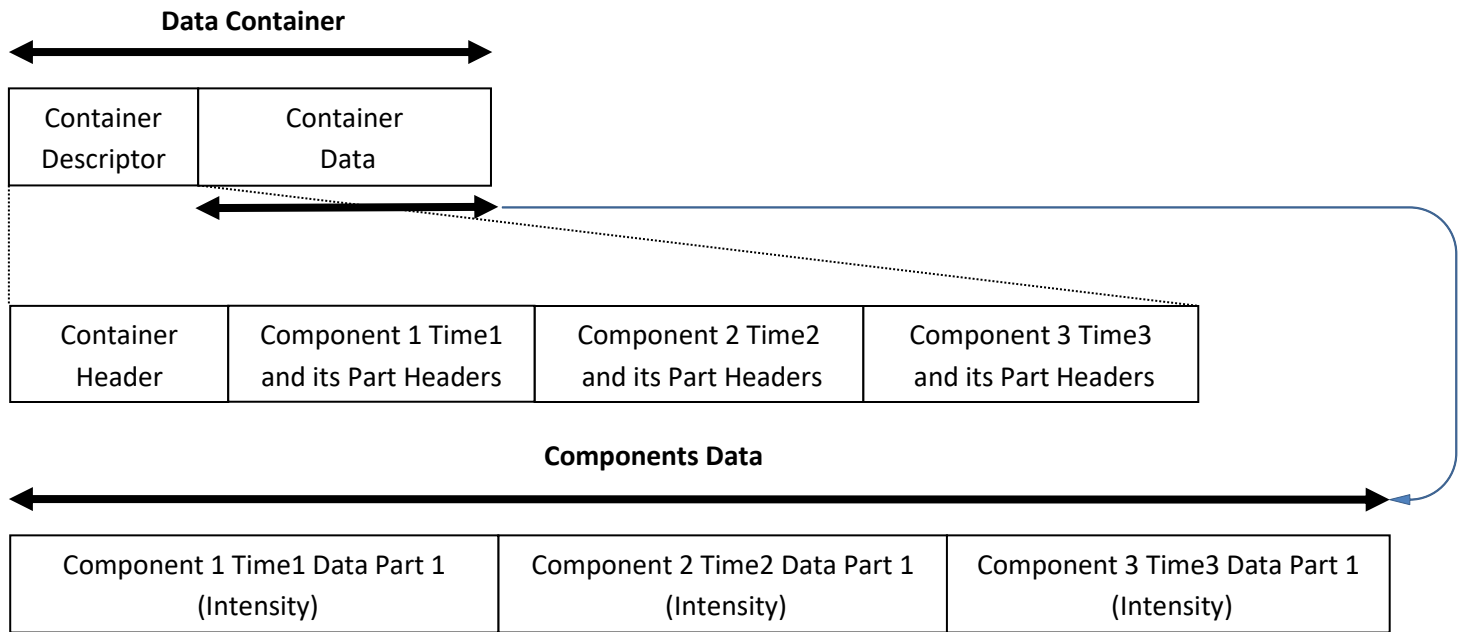 Data Container
Container
Descriptor
Container
Data
Container
Header
Component 1 Time1
and its Part Headers
Component 2 Time2
and its Part Headers
Component 3 Time3
and its Part Headers
Components Data
Component 1 Time1 Data Part 1
(Intensity)
Component 2 Time2 Data Part 1
(Intensity)
Component 3 Time3 Data Part 1
(Intensity)